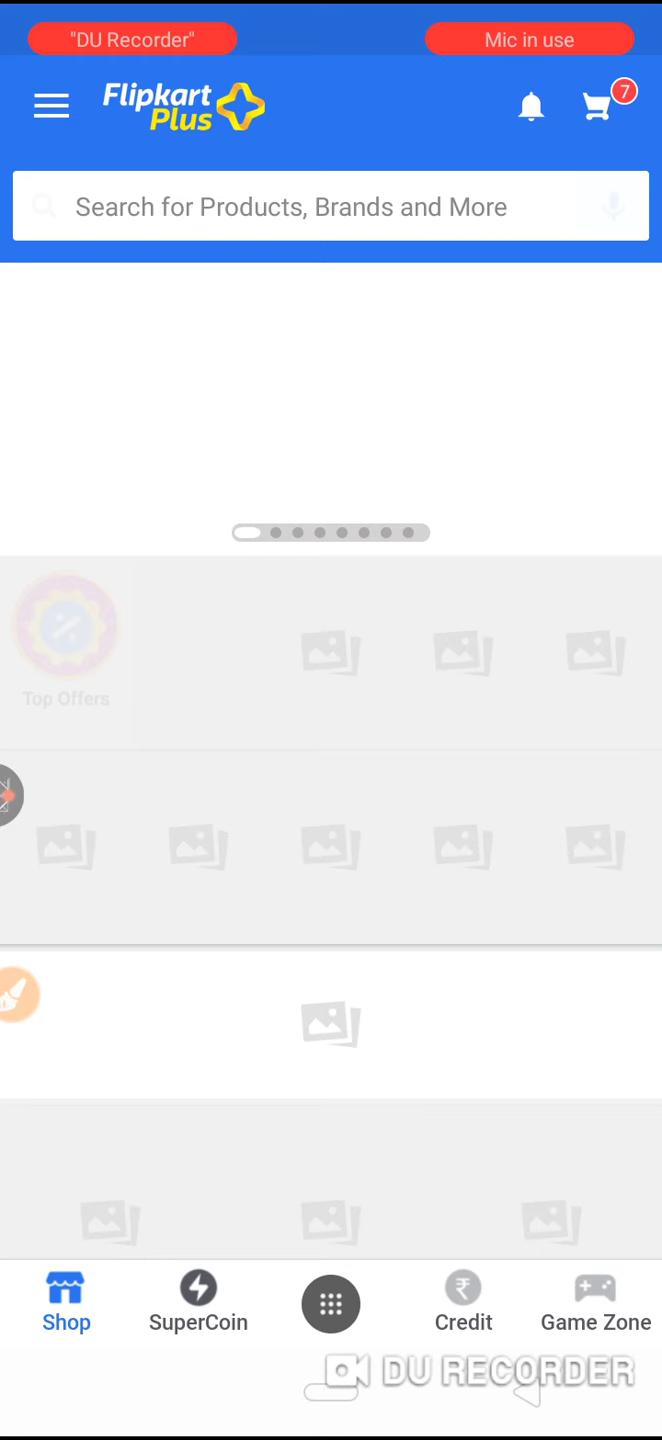 "DU Recorder" Mic in use
Flipkart
Plus
7
Search for Products, Brands and More
Top Offers
Shop SuperCoin Credit Game Zone
DU RECORDER